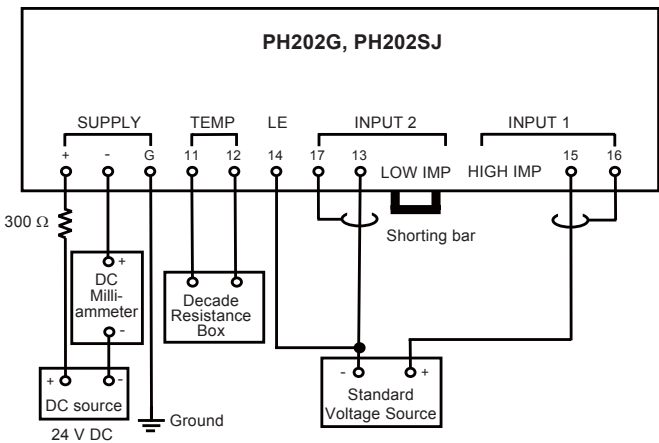 PH202G, PH202SJ
SUPPLY TEMP LE INPUT 2 INPUT 1
+ - G 11 12 14 17 13 LOW IMP HIGH IMP 15 16
300 Ω
Shorting bar
+
DC
Milli-
ammeter
-
Decade
Resistance
Box
+ -
DC source
24 V DC
Ground
- +
Standard
Voltage Source